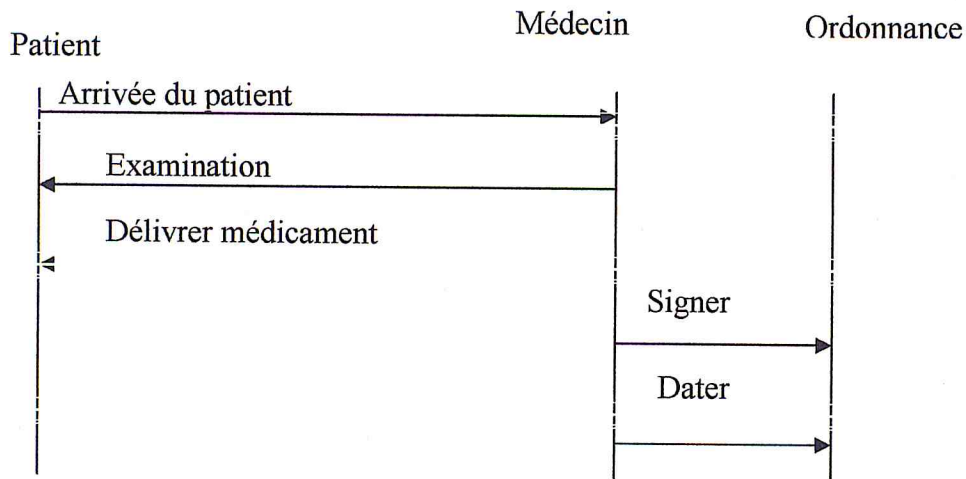 Patient
Médecin
Ordonnance
Arrivée du patient
Examination
Délivrer médicament
Signer
Dater